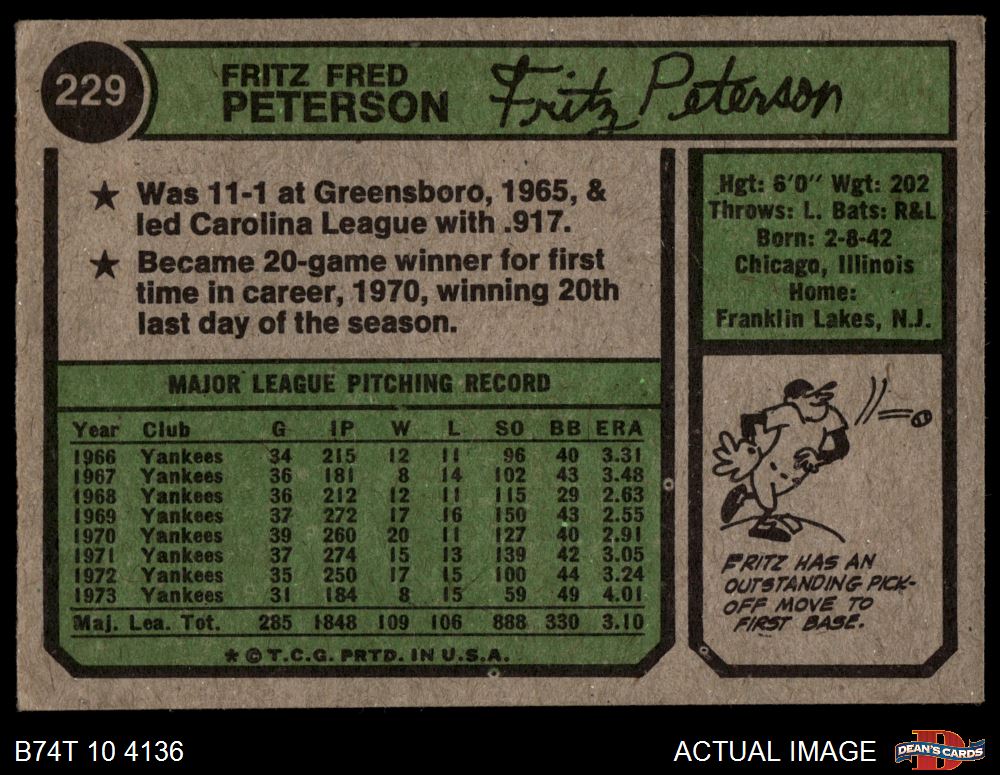 229
FRITZ FRED
PETERSON
Fritz Peterson
★ Was 11-1 at Greensboro, 1965, &
led Carolina League with .917.
★ Became 20-game winner for first
time in career, 1970, winning 20th
last day of the season.
Hgt: 6'0" Wgt: 202
Throws: L. Bats: R&L
Born: 2-8-42
Chicago, Illinois
Home:
Franklin Lakes, N.J.
MAJOR LEAGUE PITCHING RECORD
Year Club G IP W L SO BB ERA
1966 Yankees 34 215 12 11 96 40 3.31
1967 Yankees 36 181 8 14 102 43 3.48
1968 Yankees 36 212 12 11 115 29 2.63
1969 Yankees 37 272 17 16 150 43 2.55
1970 Yankees 39 260 20 11 127 40 2.91
1971 Yankees 37 274 15 13 139 42 3.05
1972 Yankees 35 250 17 15 100 44 3.24
1973 Yankees 31 184 8 15 59 49 4.01
Maj. Lea. Tot. 285 1848 109 106 888 330 3.10
★ © T.C.G. PRTD. IN U.S.A.
FRITZ HAS AN
OUTSTANDING PICK-
OFF MOVE TO
FIRST BASE.
B74T 10 4136
ACTUAL IMAGE
D
DEAN'S CARDS